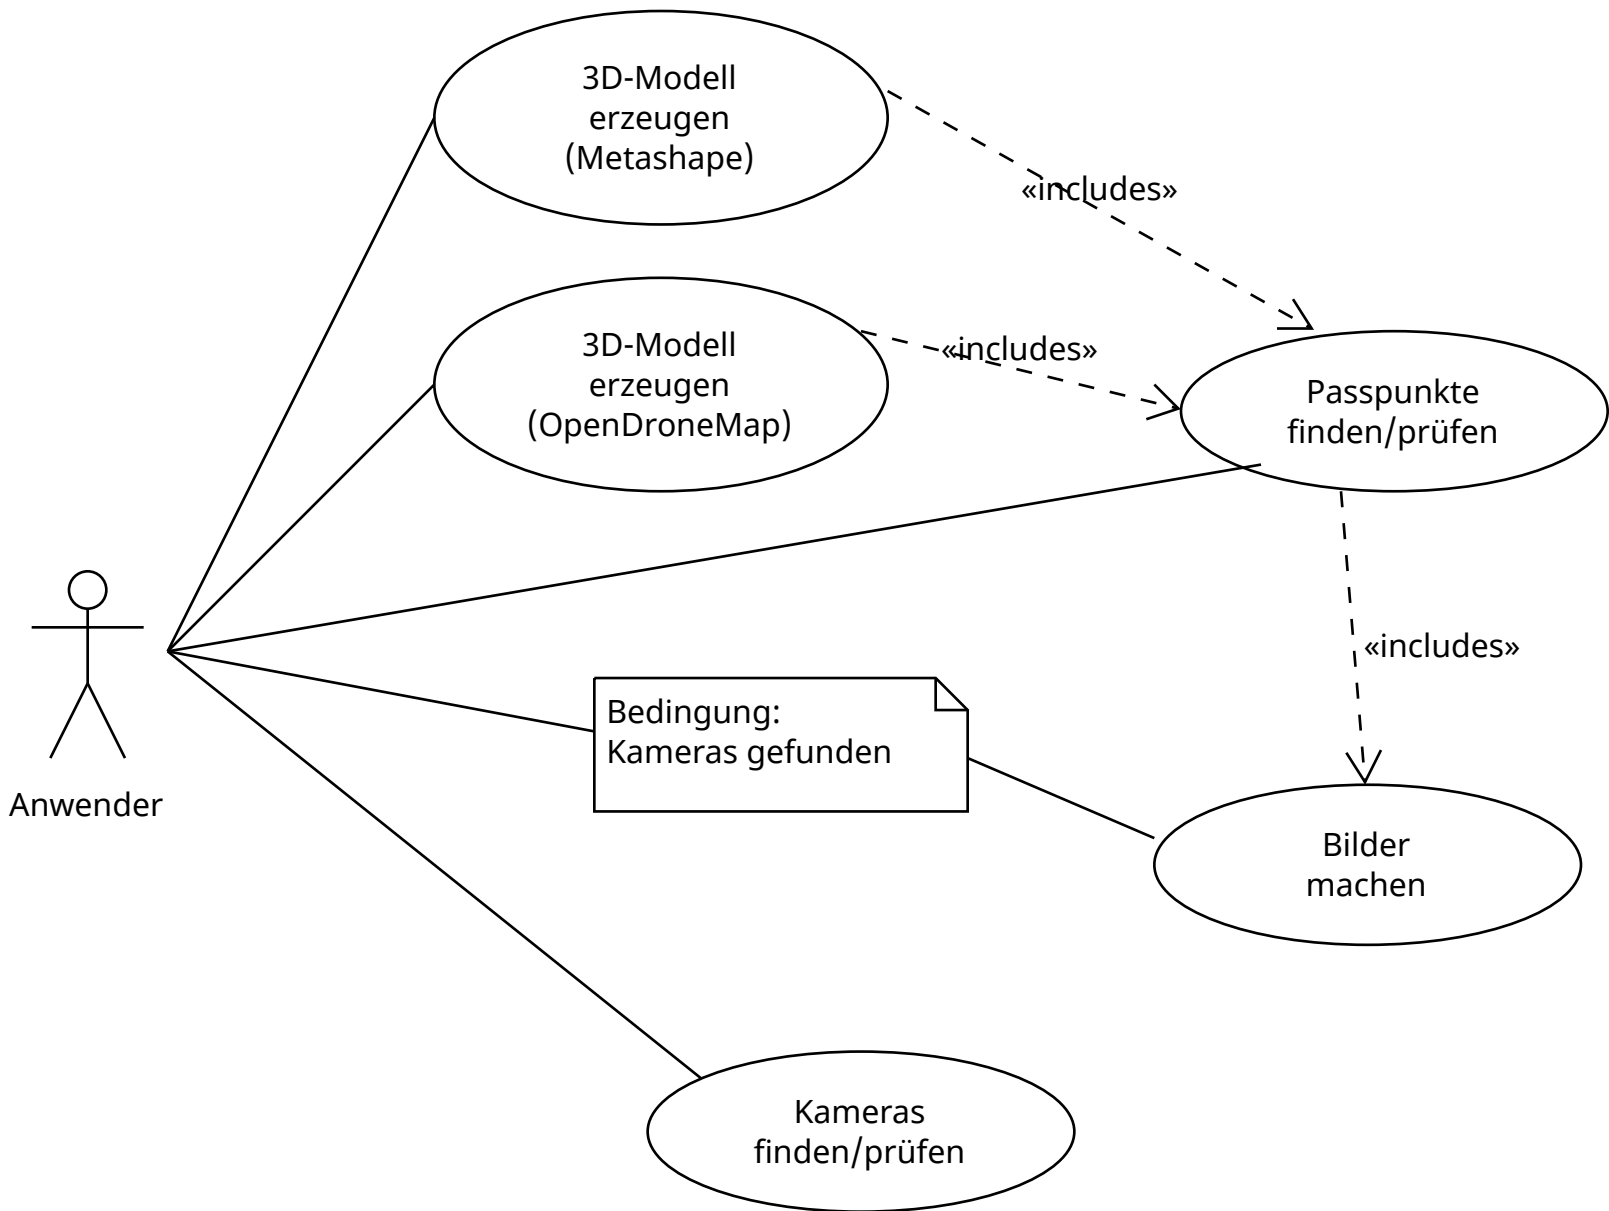 3D-Modell
erzeugen
(Metashape)
«includes»
3D-Modell
erzeugen
(OpenDroneMap)
«includes»
Passpunkte
finden/prüfen
«includes»
Bedingung:
Kameras gefunden
Anwender
Bilder
machen
Kameras
finden/prüfen